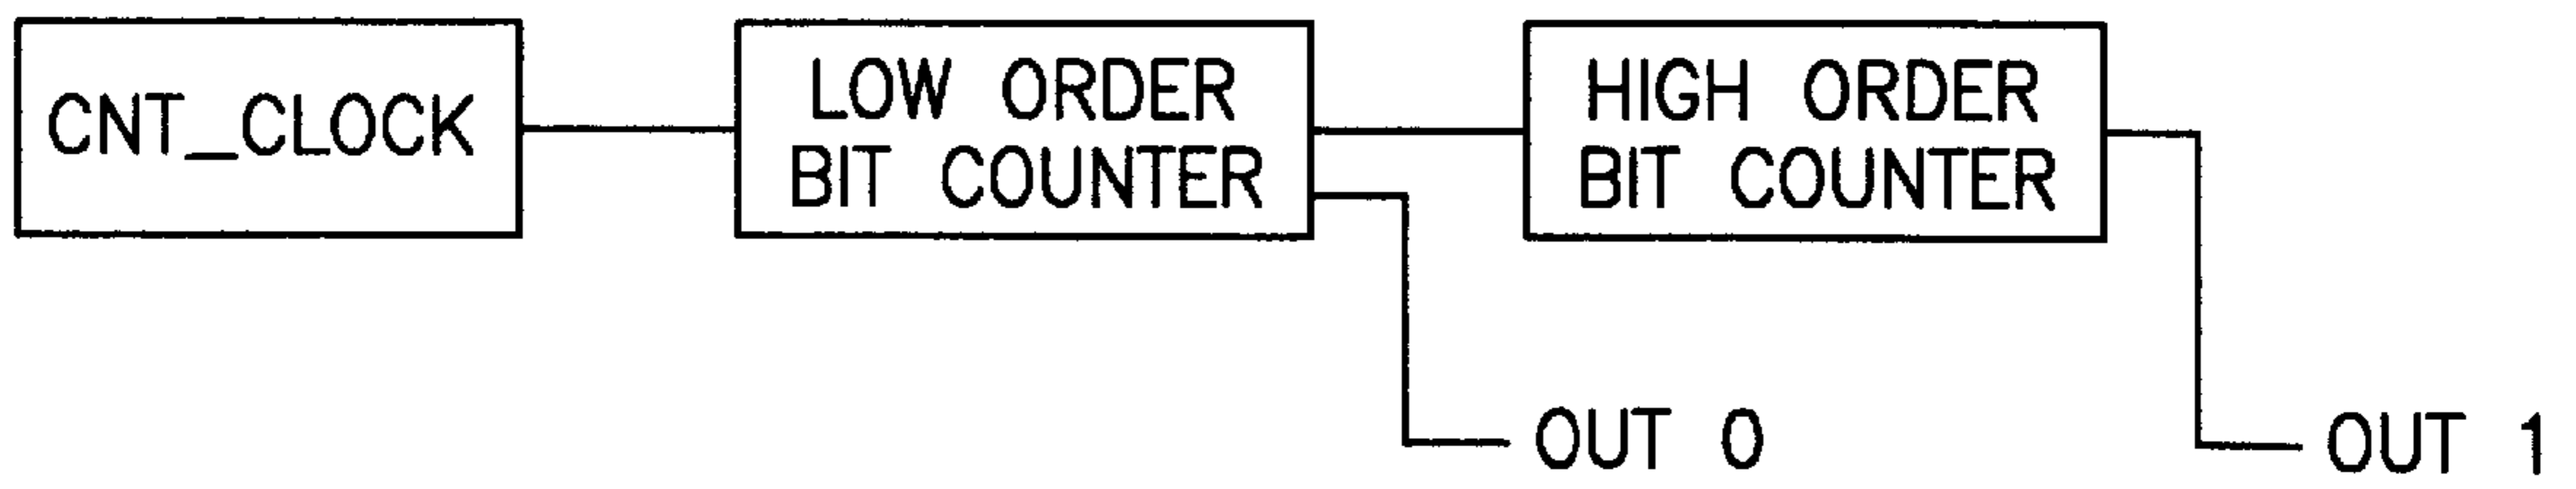 CNT_CLOCK
LOW ORDER
BIT COUNTER
HIGH ORDER
BIT COUNTER
OUT 0
OUT 1